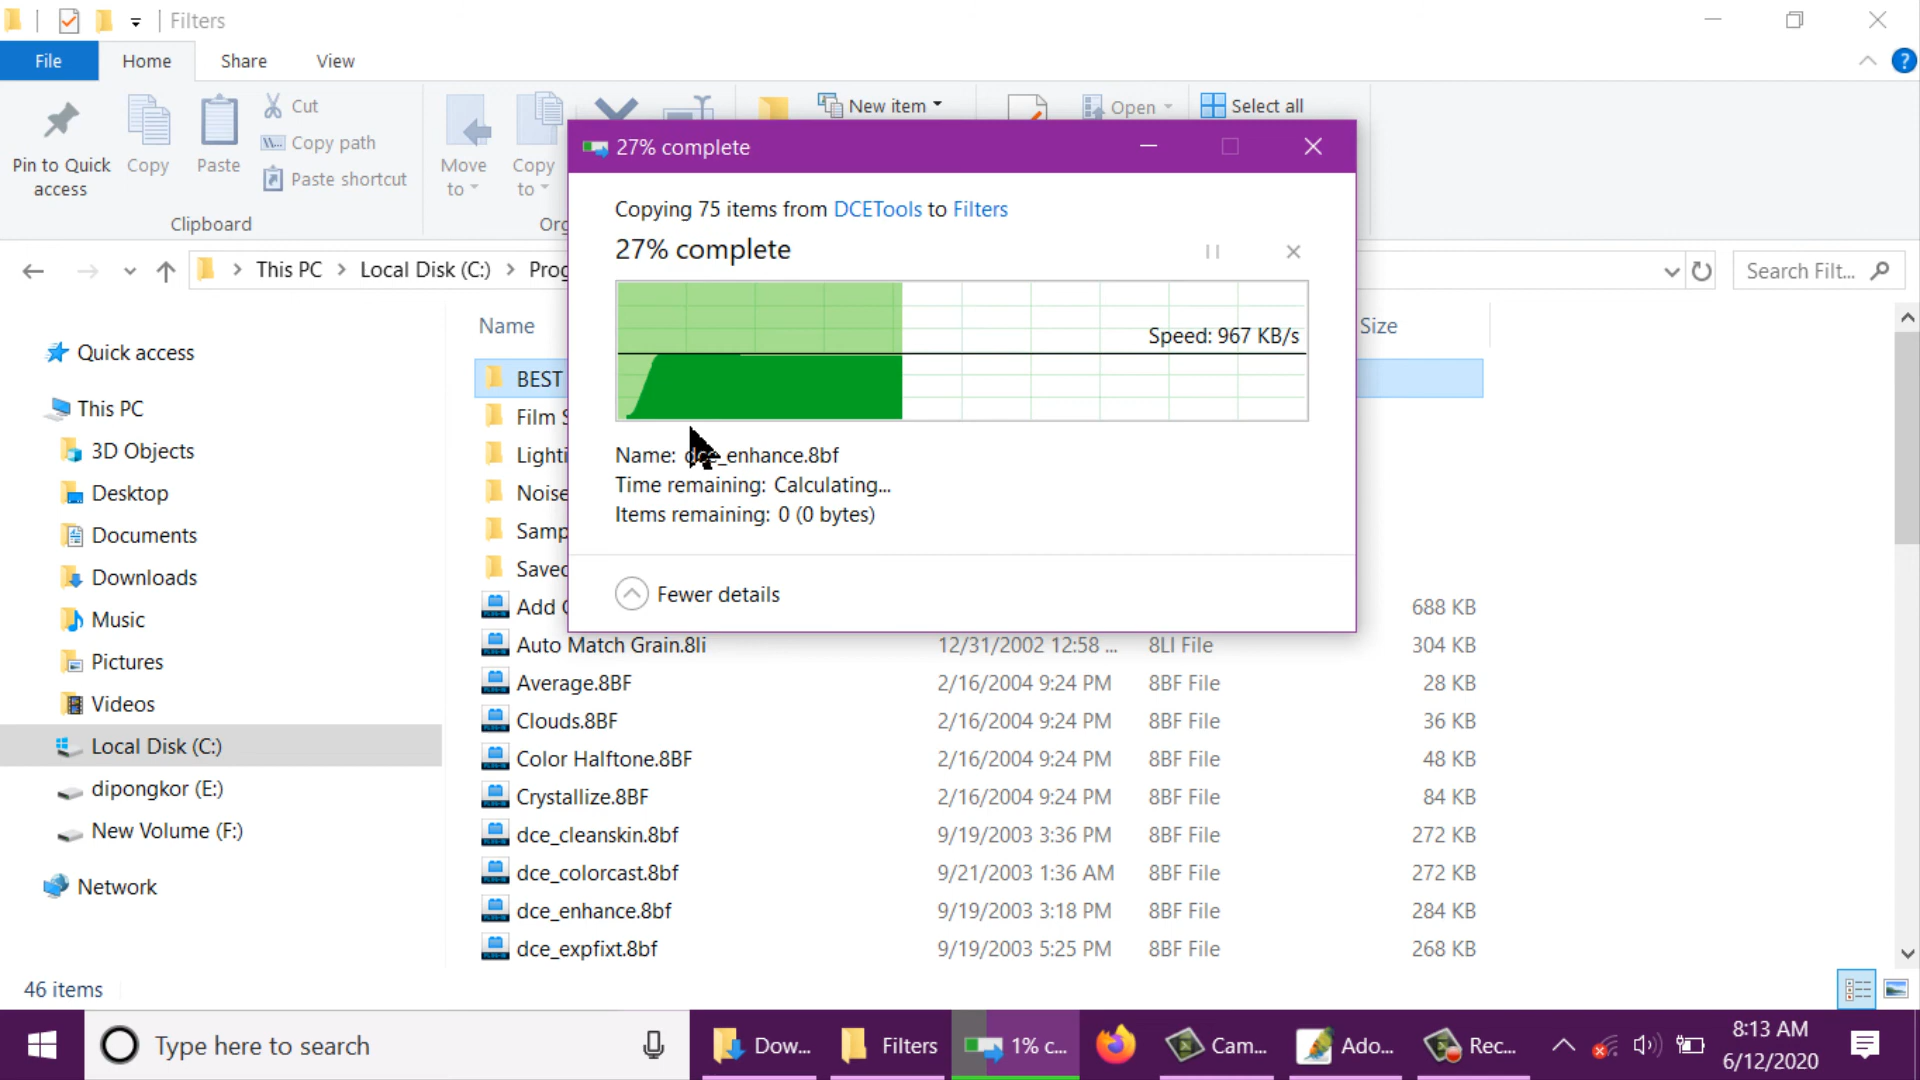 Filters
File
Home
Share
View
Pin to Quick access
Copy
Paste
Cut
Copy path
Paste shortcut
Clipboard
Move to
Copy to
Org
New item
Open
Select all
27% complete
Copying 75 items from DCETools to Filters
27% complete
Speed: 967 KB/s
Name: dce_enhance.8bf
Time remaining: Calculating...
Items remaining: 0 (0 bytes)
Fewer details
This PC
Local Disk (C:)
Prog
Search Filt...
Quick access
This PC
3D Objects
Desktop
Documents
Downloads
Music
Pictures
Videos
Local Disk (C:)
dipongkor (E:)
New Volume (F:)
Network
Name Size
BEST
Film S
Lighti
Noise
Samp
Saved
Add 688 KB
Auto Match Grain.8li 12/31/2002 12:58 ... 8LI File 304 KB
Average.8BF 2/16/2004 9:24 PM 8BF File 28 KB
Clouds.8BF 2/16/2004 9:24 PM 8BF File 36 KB
Color Halftone.8BF 2/16/2004 9:24 PM 8BF File 48 KB
Crystallize.8BF 2/16/2004 9:24 PM 8BF File 84 KB
dce_cleanskin.8bf 9/19/2003 3:36 PM 8BF File 272 KB
dce_colorcast.8bf 9/21/2003 1:36 AM 8BF File 272 KB
dce_enhance.8bf 9/19/2003 3:18 PM 8BF File 284 KB
dce_expfixt.8bf 9/19/2003 5:25 PM 8BF File 268 KB
46 items
Type here to search
Dow...
Filters
1% c...
Cam...
Ado...
Rec...
8:13 AM
6/12/2020